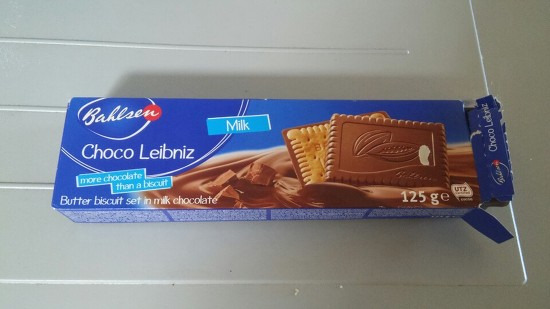 Bahlsen
Milk
Choco Leibniz
more chocolate
than a biscuit
Butter biscuit set in milk chocolate
125 g e
UTZ
Choco Leibniz
Bahlsen